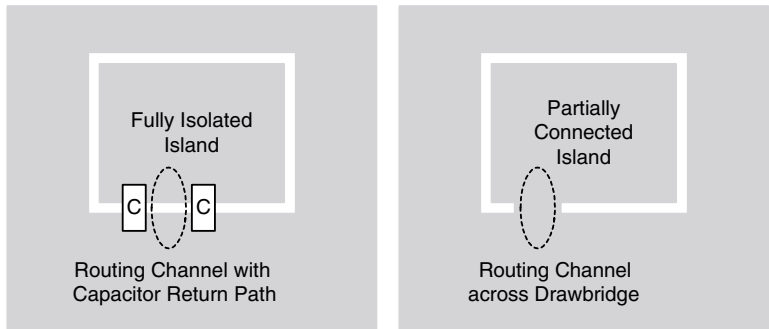 Fully Isolated
Island
C
C
Routing Channel with
Capacitor Return Path
Partially
Connected
Island
Routing Channel
across Drawbridge